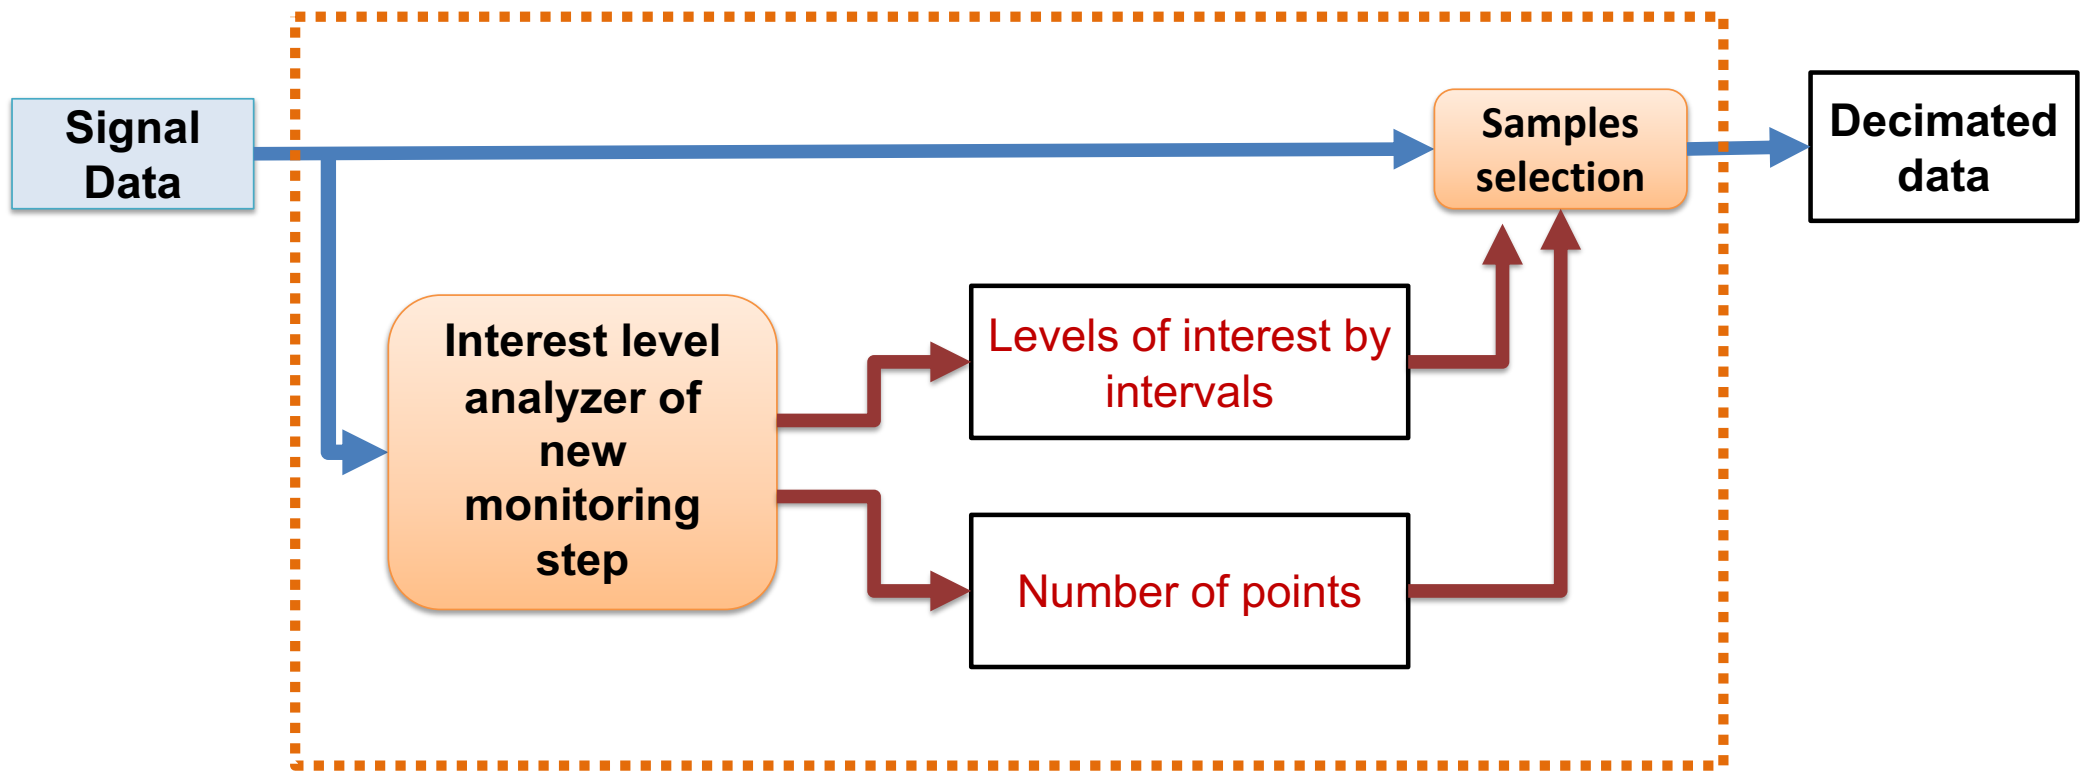 Signal
Data
Samples
selection
Decimated
data
Interest level
analyzer of
new
monitoring
step
Levels of interest by
intervals
Number of points